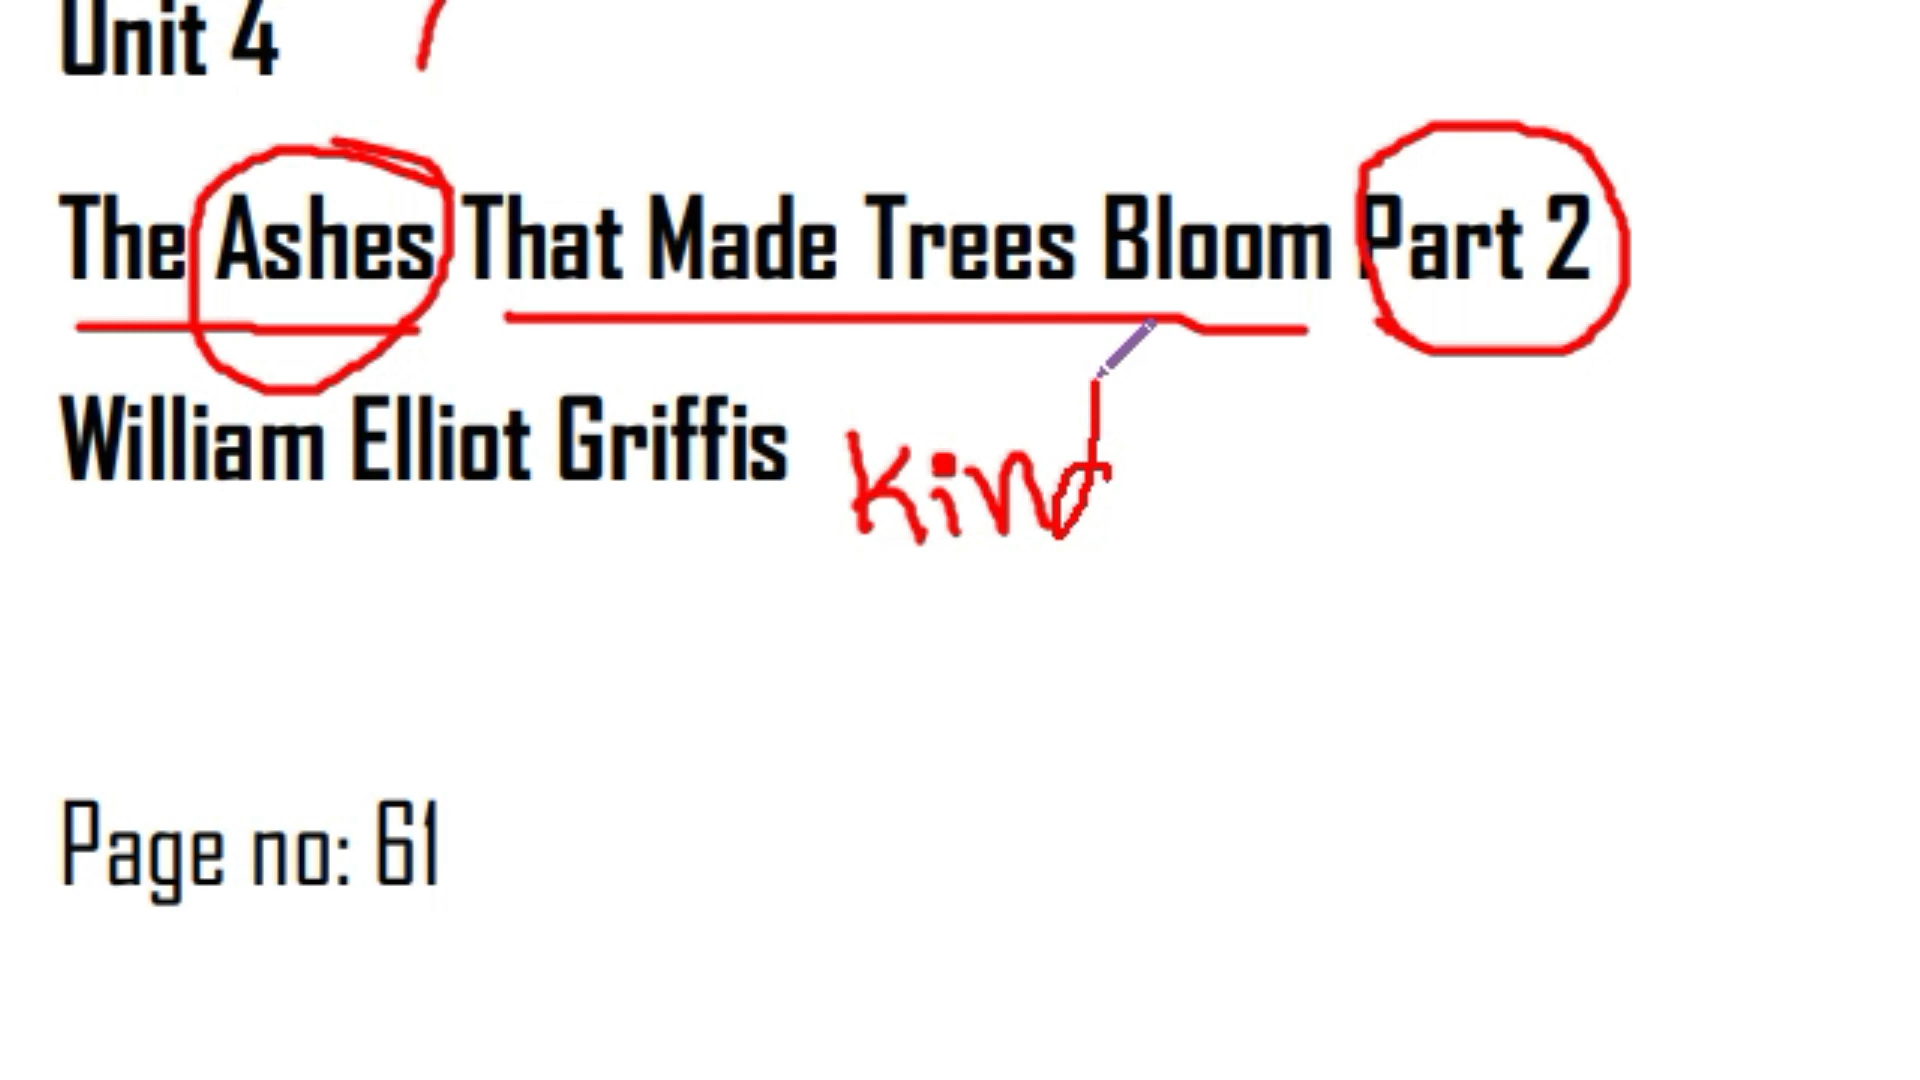 Unit 4
The Ashes That Made Trees Bloom Part 2
William Elliot Griffis
kind
Page no: 61